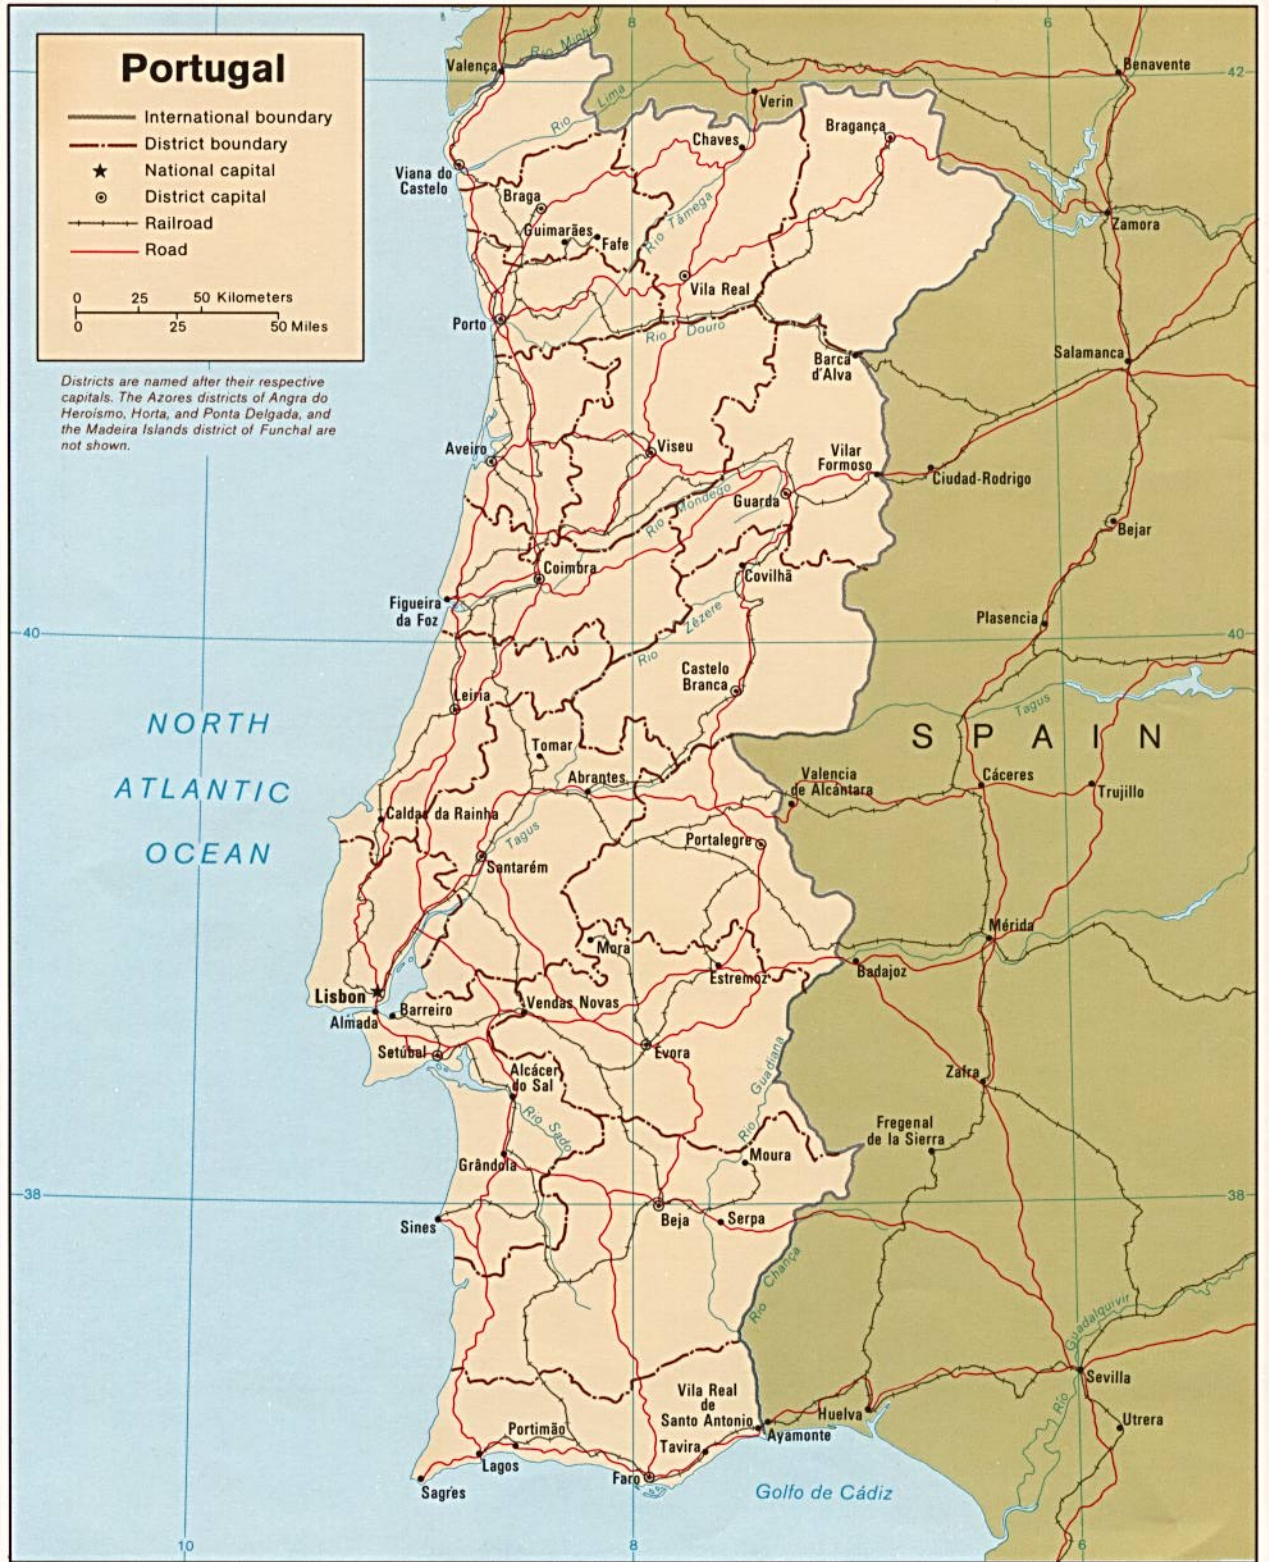 Portugal
International boundary
District boundary
National capital
District capital
Railroad
Road
0 25 50 Kilometers
0 25 50 Miles
Districts are named after their respective
capitals. The Azores districts of Angra do
Heroísmo, Horta, and Ponta Delgada, and
the Madeira Islands district of Funchal are
not shown.
8
6
Rio Minho
Valença
Benavente
42
Rio Lima
Verin
Chaves
Bragança
Viana do
Castelo
Braga
Rio Tâmega
Zamora
Guimarães
Fafe
Vila Real
Porto
Rio Douro
Barca
d'Alva
Salamanca
Aveiro
Viseu
Vilar
Formoso
Ciudad-Rodrigo
Guarda
Rio Mondego
Bejar
Coimbra
Covilhã
Figueira
da Foz
Rio Zêzere
Plasencia
40
40
Castelo
Branca
Leiria
Tagus
NORTH
ATLANTIC
OCEAN
SPAIN
Tomar
Abrantes
Valencia
de Alcántara
Cáceres
Trujillo
Caldas da Rainha
Tagus
Portalegre
Santarém
Mérida
Mora
Estremoz
Badajoz
Lisbon
Barreiro
Vendas Novas
Almada
Setúbal
Évora
Rio Guadiana
Alcácer
do Sal
Zafra
Rio Sado
Fregenal
de la Sierra
Moura
Grândola
38
38
Sines
Beja
Serpa
Rio Chança
Guadalquivir
Rio
Sevilla
Vila Real
de
Santo Antonio
Huelva
Ayamonte
Utrera
Portimão
Tavira
Lagos
Faro
Sagres
Golfo de Cádiz
10
8
6